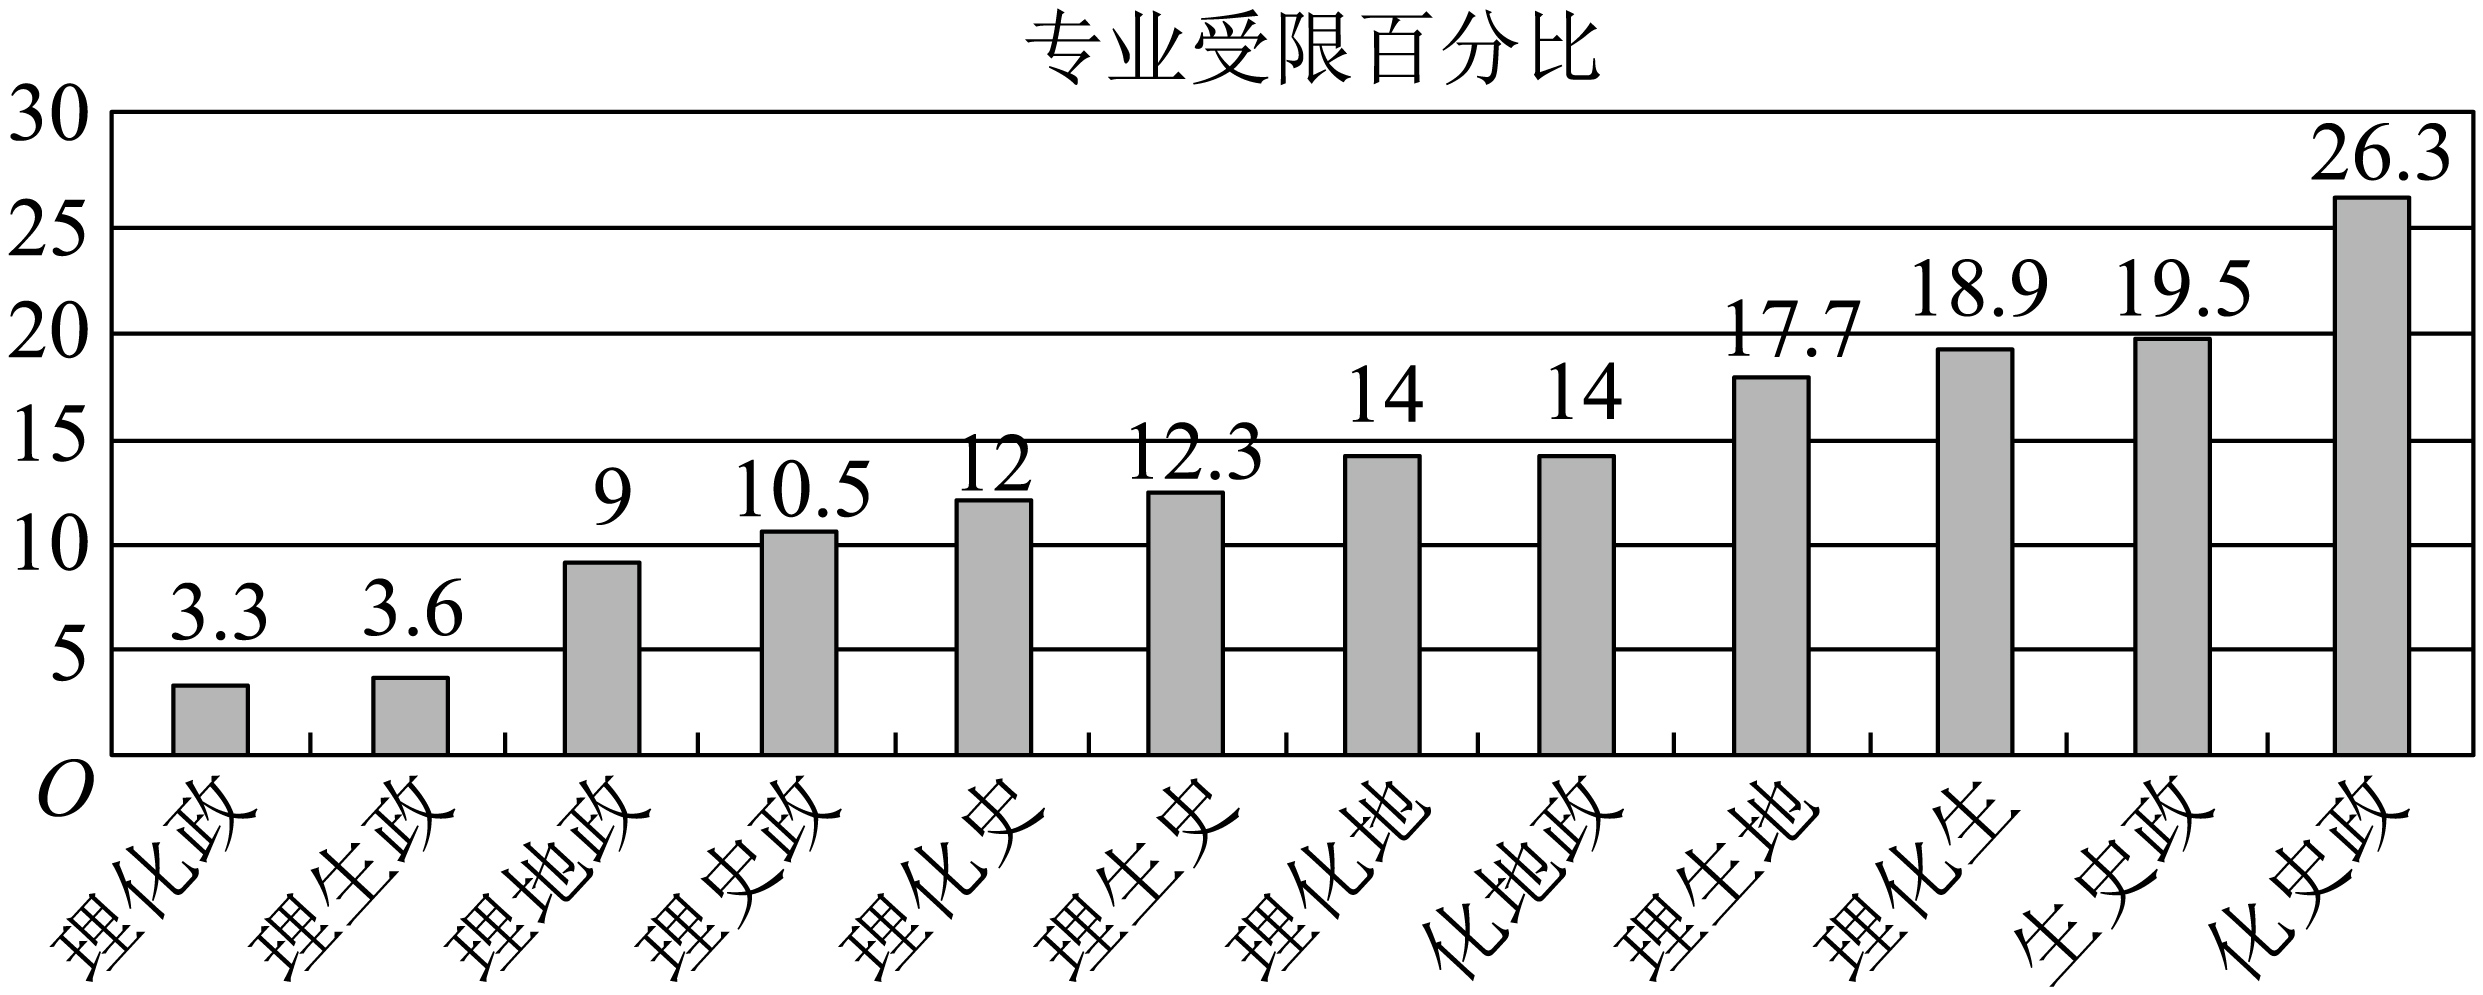 专业受限百分比
30
25
20
15
10
5
O
3.3
3.6
9
10.5
12
12.3
14
14
17.7
18.9
19.5
26.3
理化政
理生政
理地政
理史政
理化史
理生史
理化地
化地政
理生地
理化生
生史政
化史政